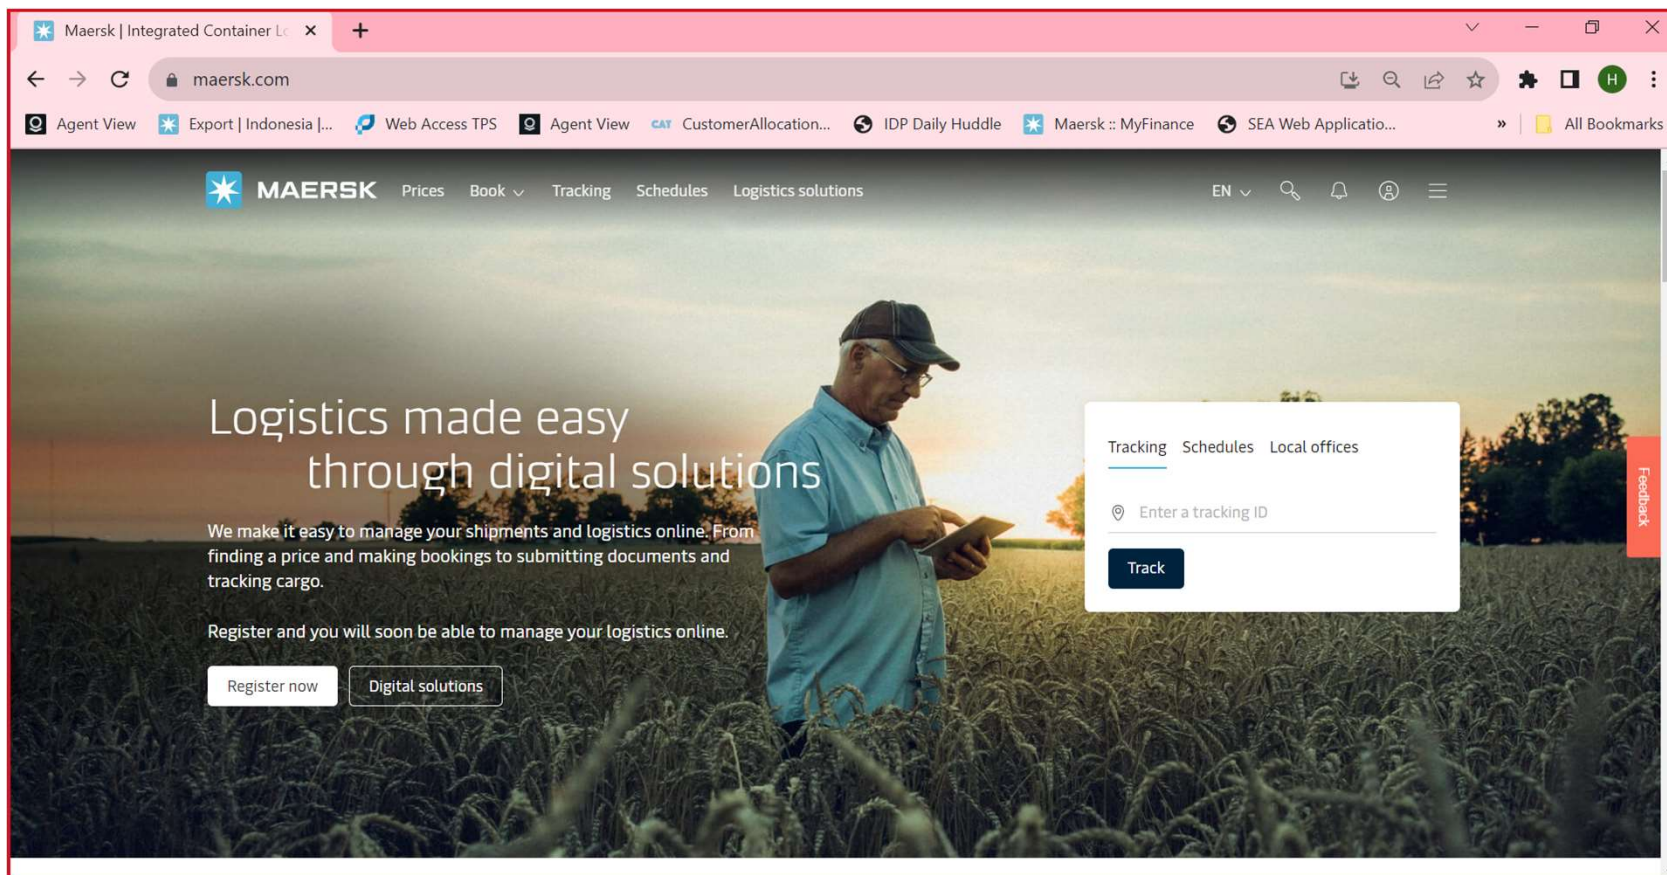 Maersk | Integrated Container Lo
maersk.com
H
Agent View
Export | Indonesia |...
Web Access TPS
Agent View
CAT CustomerAllocation...
IDP Daily Huddle
Maersk :: MyFinance
SEA Web Applicatio...
»
All Bookmarks
MAERSK Prices Book Tracking Schedules Logistics solutions EN
Logistics made easy
through digital solutions
We make it easy to manage your shipments and logistics online. From
finding a price and making bookings to submitting documents and
tracking cargo.
Register and you will soon be able to manage your logistics online.
Register now Digital solutions
Tracking Schedules Local offices
Enter a tracking ID
Track
Feedback